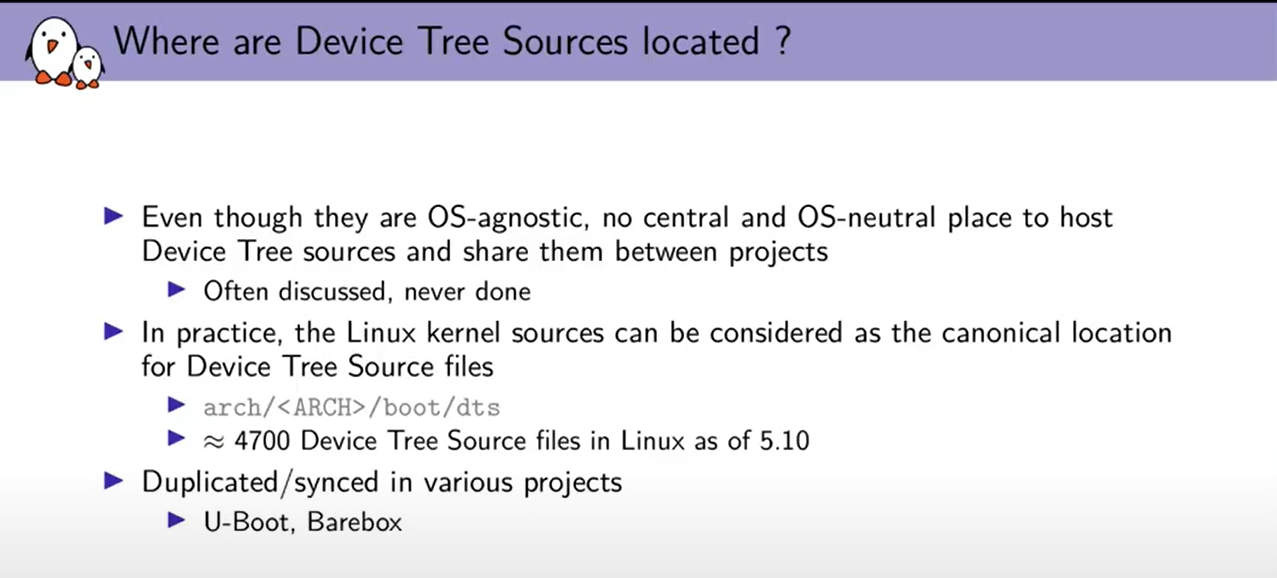 Where are Device Tree Sources located ?
▶ Even though they are OS-agnostic, no central and OS-neutral place to host
Device Tree sources and share them between projects
▶ Often discussed, never done
▶ In practice, the Linux kernel sources can be considered as the canonical location
for Device Tree Source files
▶ arch/<ARCH>/boot/dts
▶ ≈ 4700 Device Tree Source files in Linux as of 5.10
▶ Duplicated/synced in various projects
▶ U-Boot, Barebox